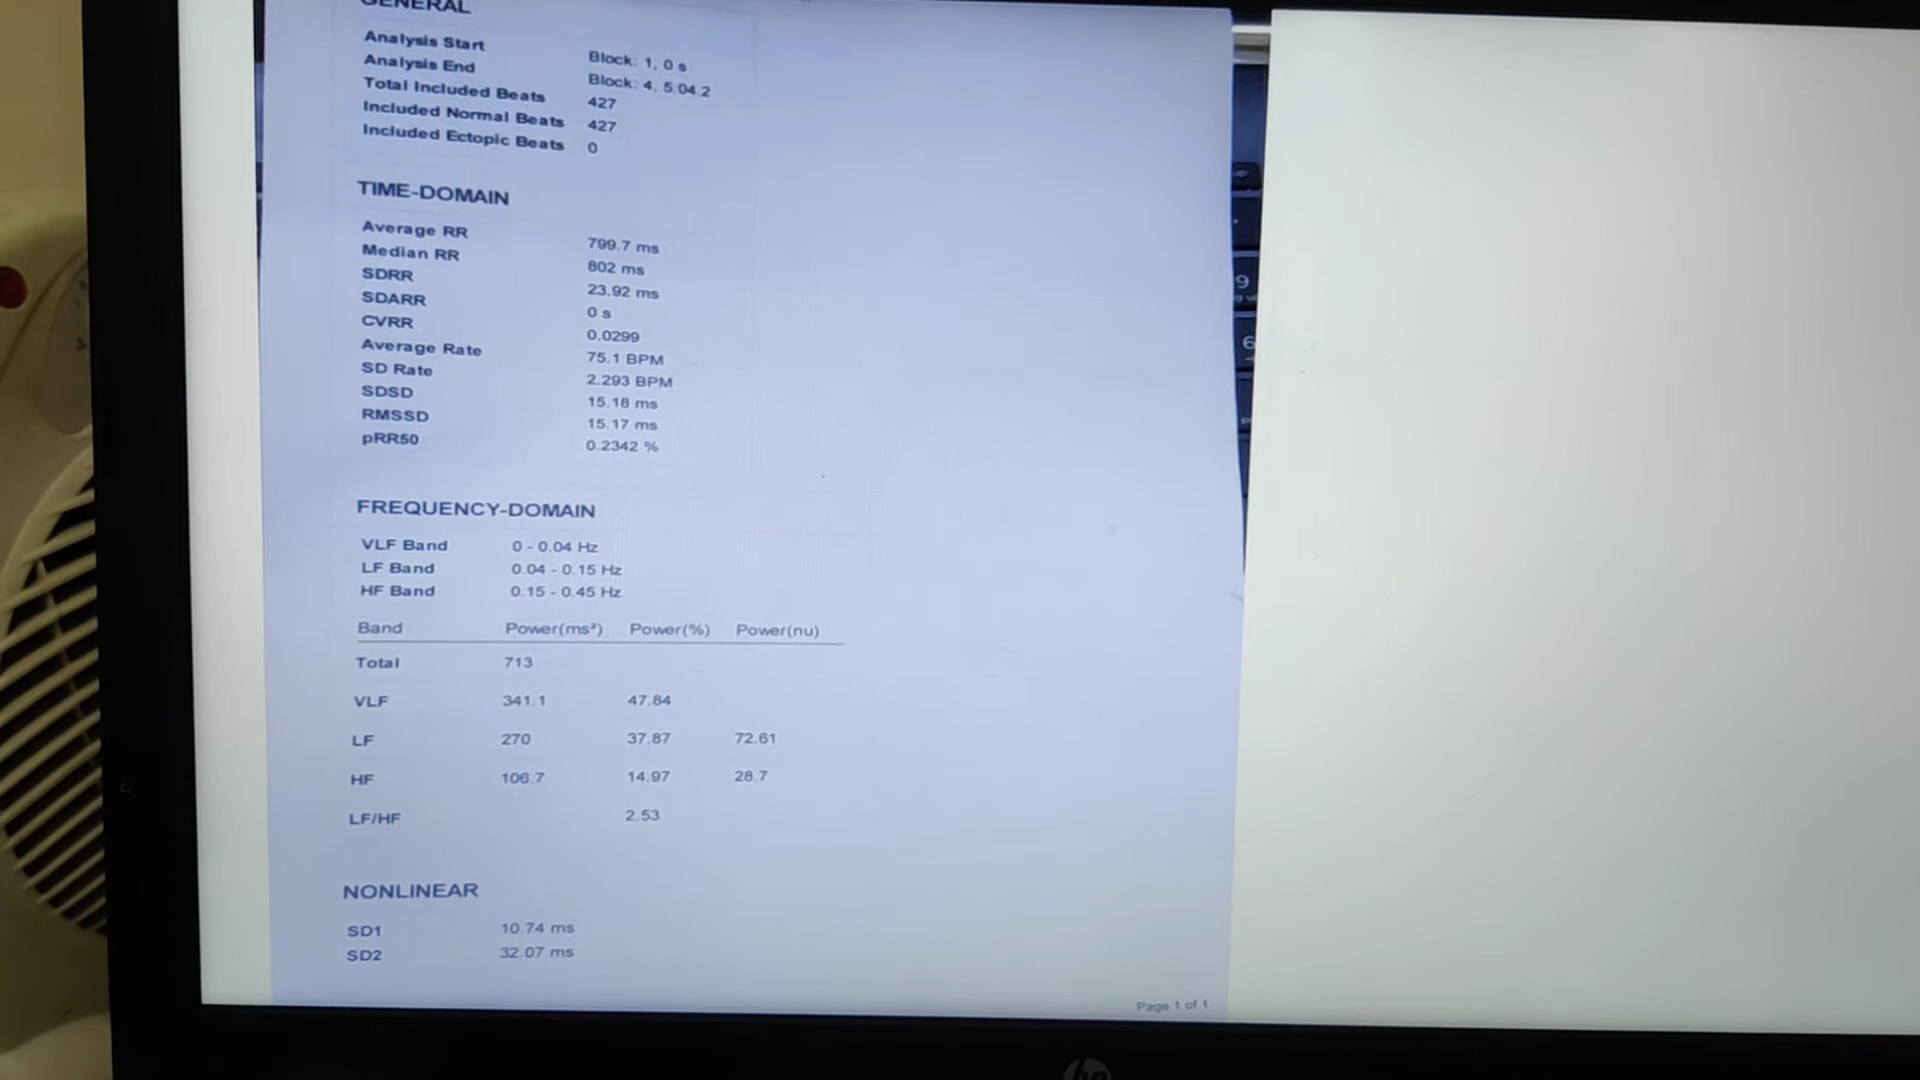 GENERAL
Analysis Start Block: 1, 0 s
Analysis End Block: 4, 5:04.2
Total Included Beats 427
Included Normal Beats 427
Included Ectopic Beats 0
TIME-DOMAIN
Average RR 799.7 ms
Median RR 802 ms
SDRR 23.92 ms
SDARR 0 s
CVRR 0.0299
Average Rate 75.1 BPM
SD Rate 2.293 BPM
SDSD 15.18 ms
RMSSD 15.17 ms
pRR50 0.2342 %
FREQUENCY-DOMAIN
VLF Band 0 - 0.04 Hz
LF Band 0.04 - 0.15 Hz
HF Band 0.15 - 0.45 Hz
Band Power(ms²) Power(%) Power(nu)
Total 713
VLF 341.1 47.84
LF 270 37.87 72.61
HF 106.7 14.97 28.7
LF/HF 2.53
NONLINEAR
SD1 10.74 ms
SD2 32.07 ms
Page 1 of 1
9
6
hp